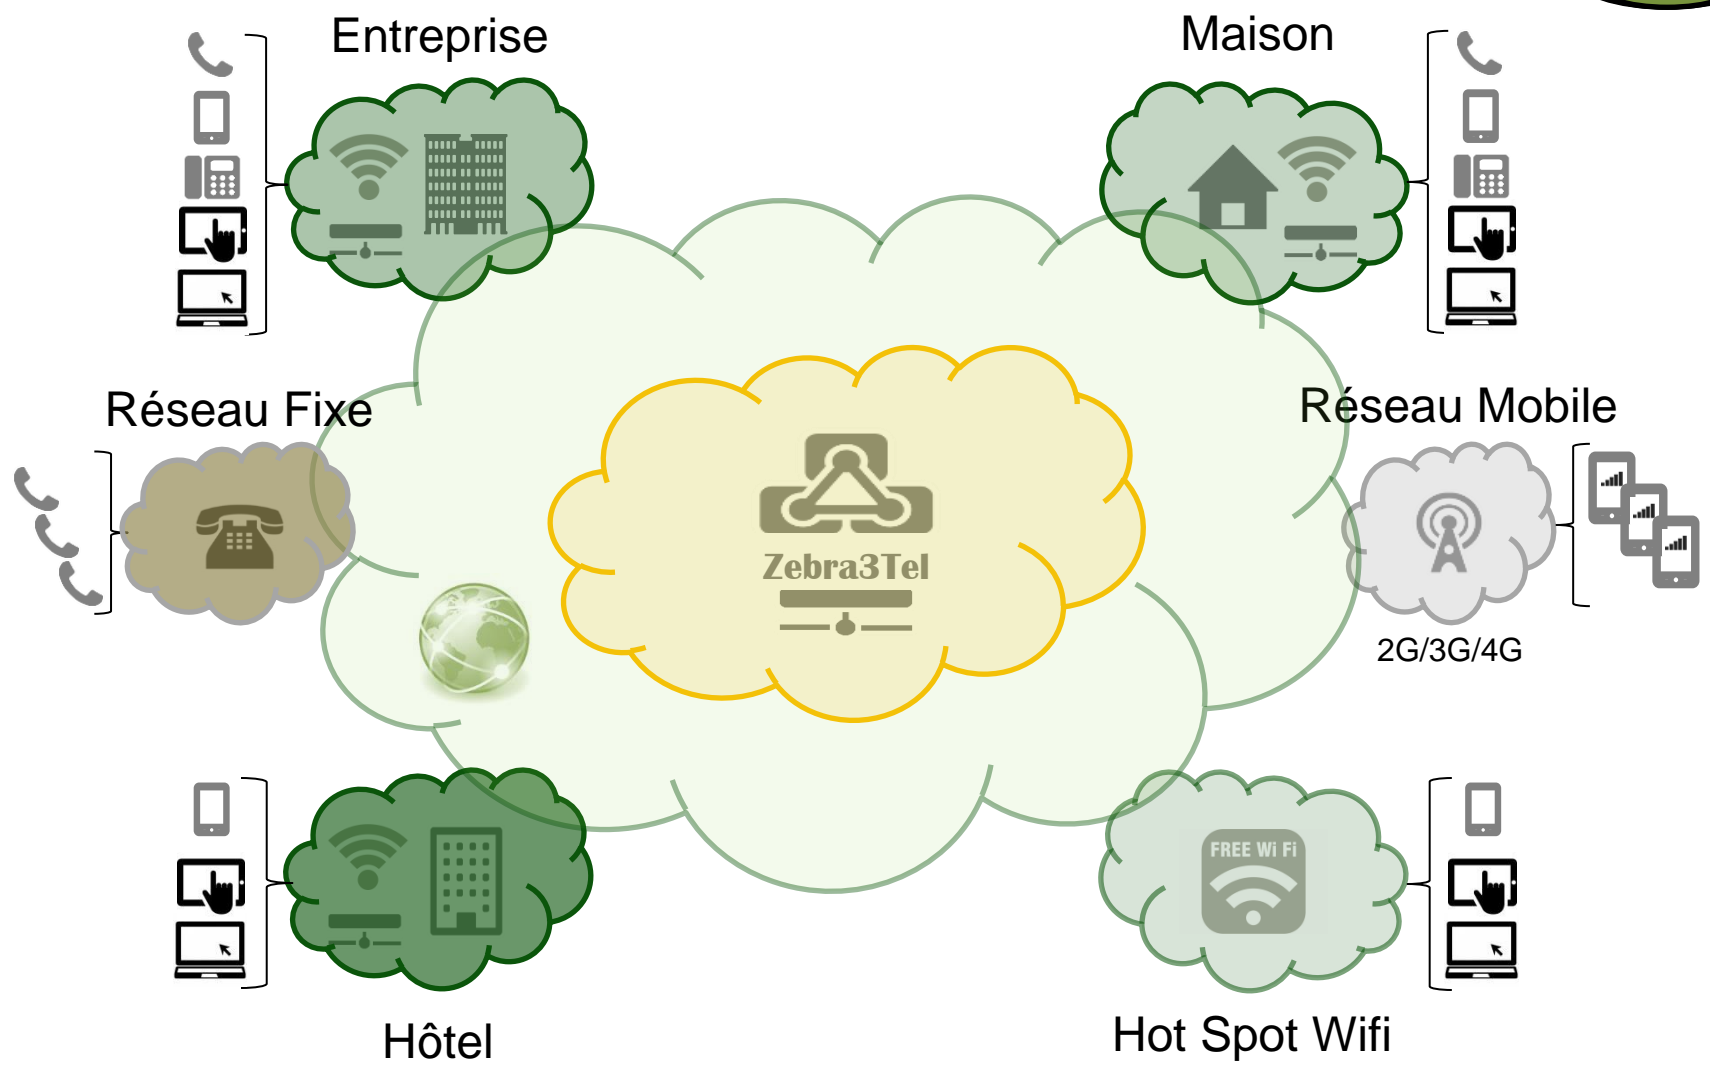 Entreprise
Maison
Réseau Fixe
Réseau Mobile
Zebra3Tel
2G/3G/4G
FREE Wi Fi
Hôtel
Hot Spot Wifi